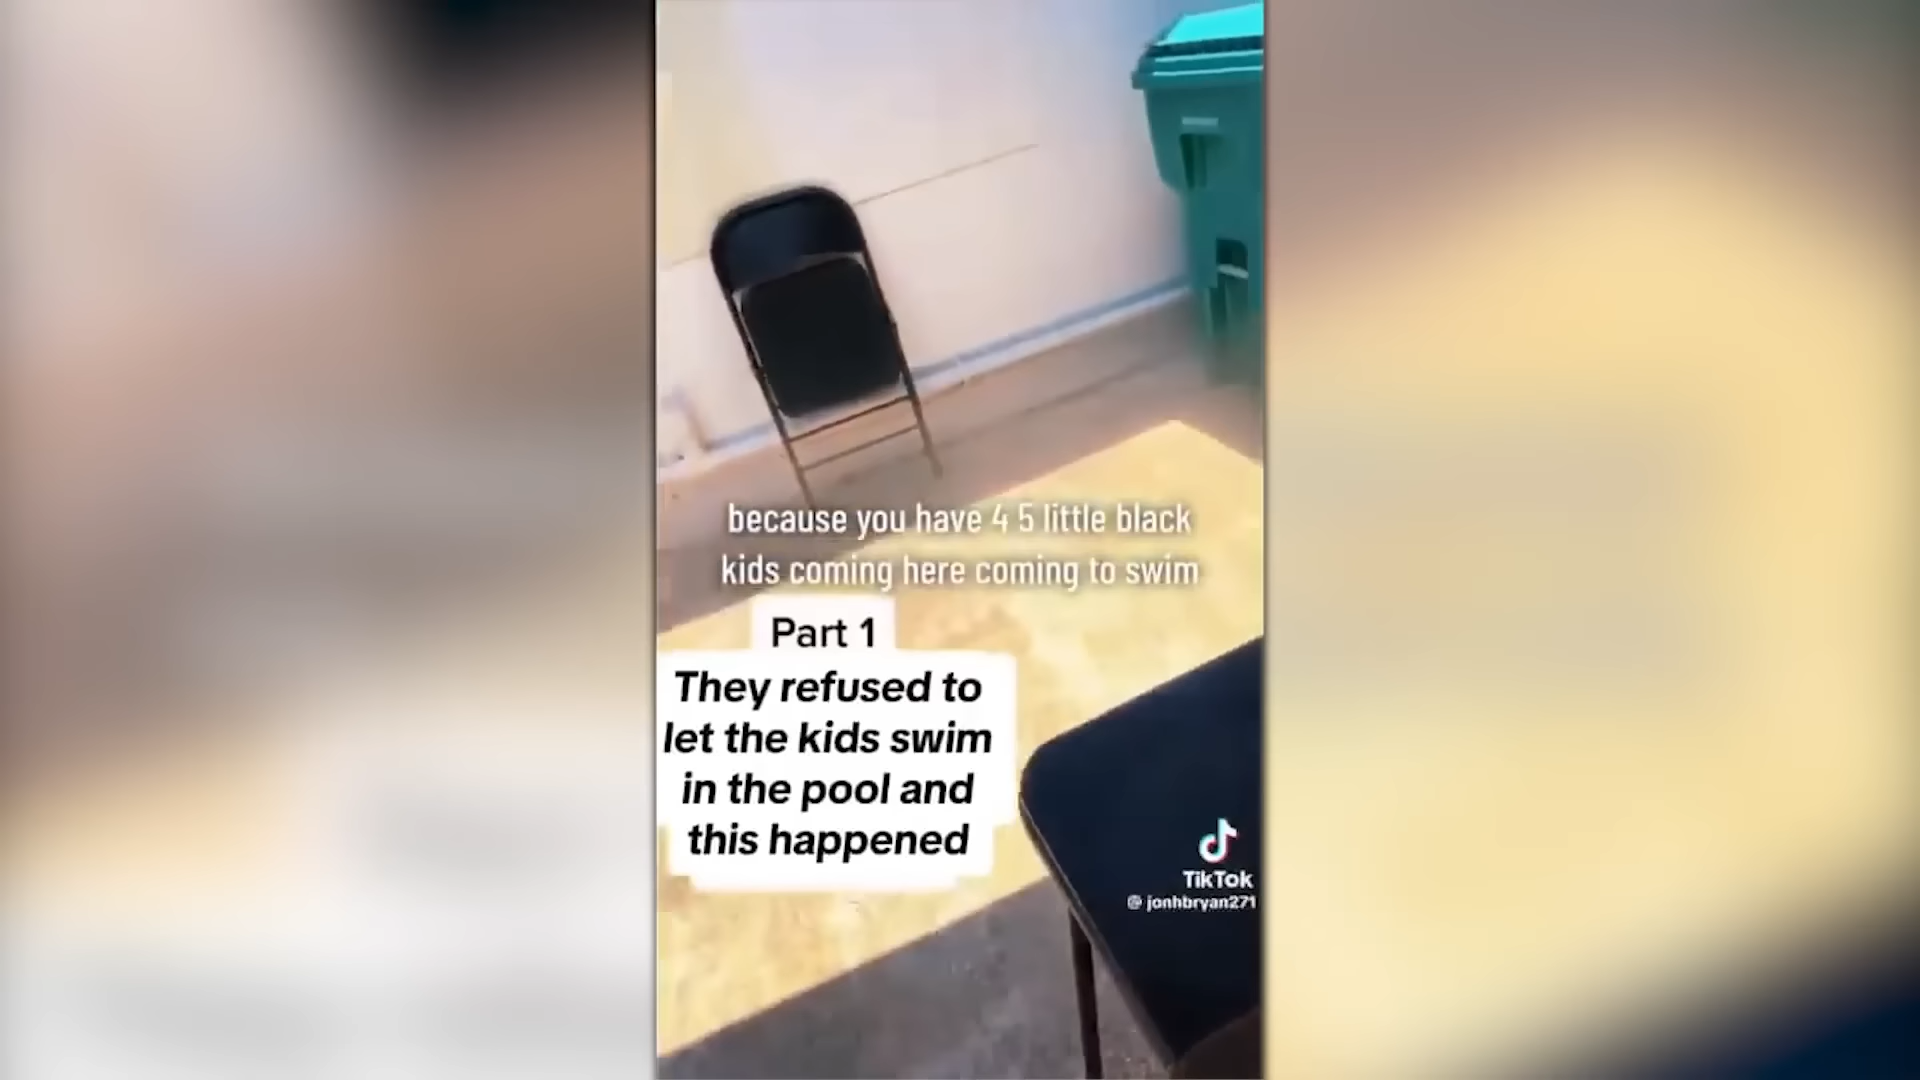 because you have 4 5 little black
kids coming here coming to swim
Part 1
They refused to
let the kids swim
in the pool and
this happened
TikTok
@ jonhbryan271